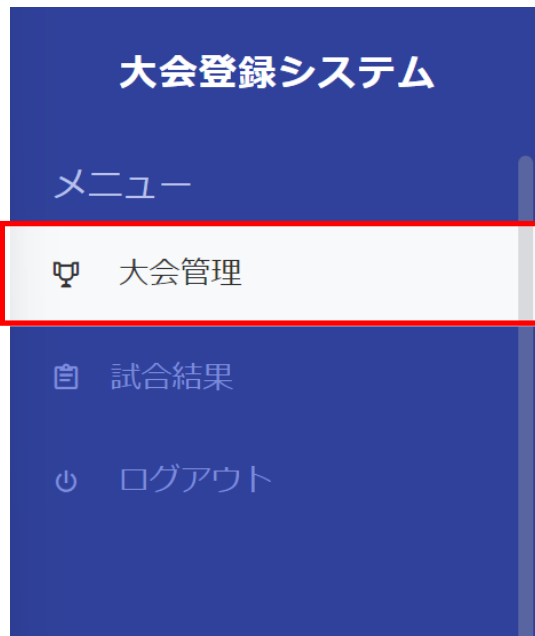 大会登録システム
メニュー
大会管理
試合結果
ログアウト